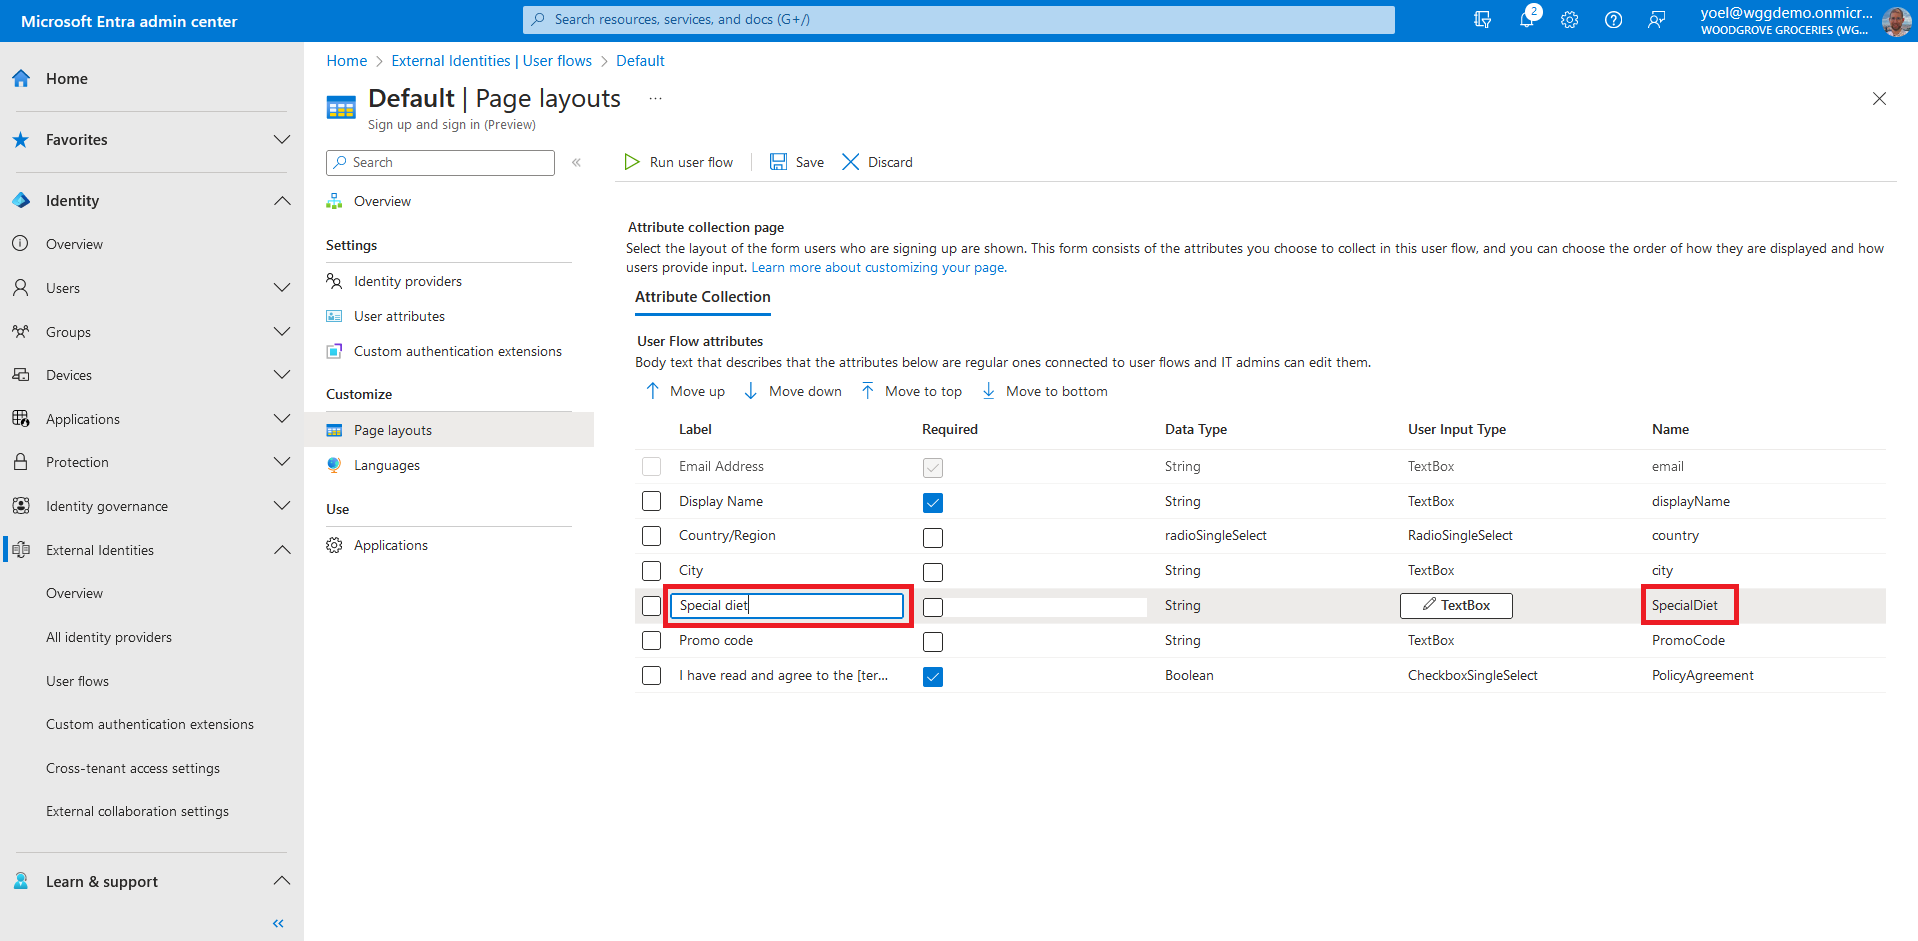 Microsoft Entra admin center
Search resources, services, and docs (G+/)
2
yoel@wggdemo.onmicr...
WOODGROVE GROCERIES (WG...
Home
Favorites
Identity
Overview
Users
Groups
Devices
Applications
Protection
Identity governance
External Identities
Overview
All identity providers
User flows
Custom authentication extensions
Cross-tenant access settings
External collaboration settings
Learn & support
«
Home > External Identities | User flows > Default
Default | Page layouts ...
Sign up and sign in (Preview)
Search
«
Overview
Settings
Identity providers
User attributes
Custom authentication extensions
Customize
Page layouts
Languages
Use
Applications
Run user flow | Save Discard
Attribute collection page
Select the layout of the form users who are signing up are shown. This form consists of the attributes you choose to collect in this user flow, and you can choose the order of how they are displayed and how
users provide input. Learn more about customizing your page.
Attribute Collection
User Flow attributes
Body text that describes that the attributes below are regular ones connected to user flows and IT admins can edit them.
Move up Move down Move to top Move to bottom
Label Required Data Type User Input Type Name
Email Address String TextBox email
Display Name String TextBox displayName
Country/Region radioSingleSelect RadioSingleSelect country
City String TextBox city
Special diet String TextBox SpecialDiet
Promo code String TextBox PromoCode
I have read and agree to the [ter... Boolean CheckboxSingleSelect PolicyAgreement